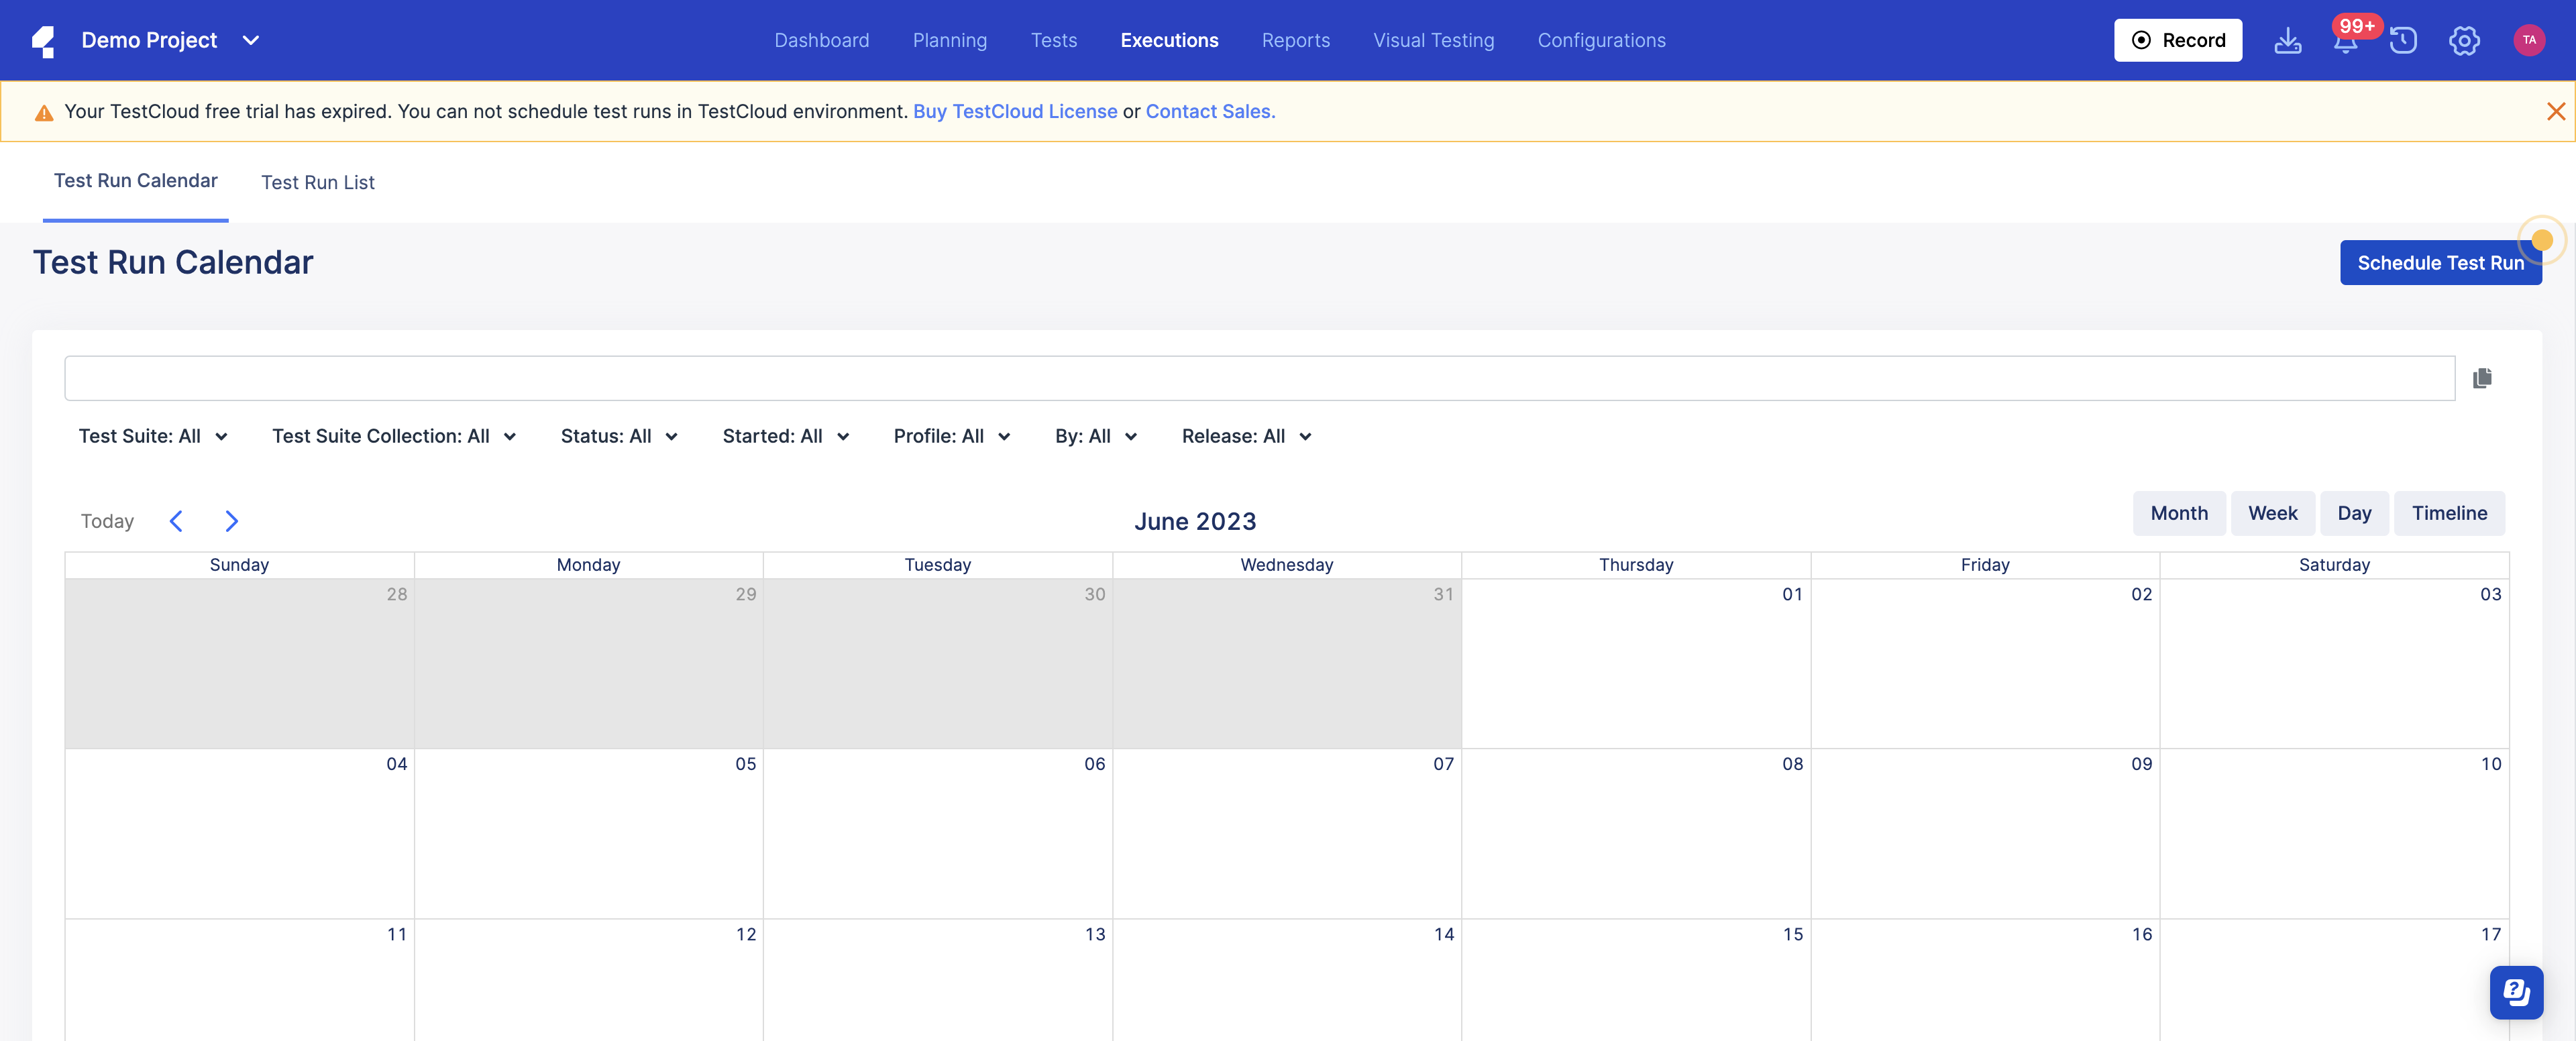 Demo Project
Dashboard Planning Tests Executions Reports Visual Testing Configurations
Record
99+
TA
Your TestCloud free trial has expired. You can not schedule test runs in TestCloud environment. Buy TestCloud License or Contact Sales.
Test Run Calendar Test Run List
Test Run Calendar
Schedule Test Run
Test Suite: All Test Suite Collection: All Status: All Started: All Profile: All By: All Release: All
Today
June 2023
Month Week Day Timeline
Sunday Monday Tuesday Wednesday Thursday Friday Saturday
28 29 30 31 01 02 03
04 05 06 07 08 09 10
11 12 13 14 15 16 17
?